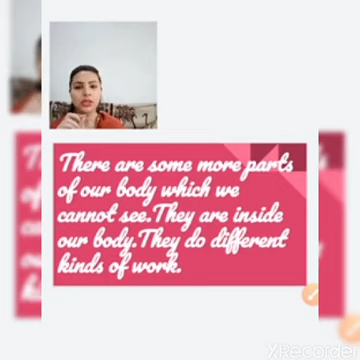 There are some more parts
of our body which we
cannot see.They are inside
our body.They do different
kinds of work.
XRecorder